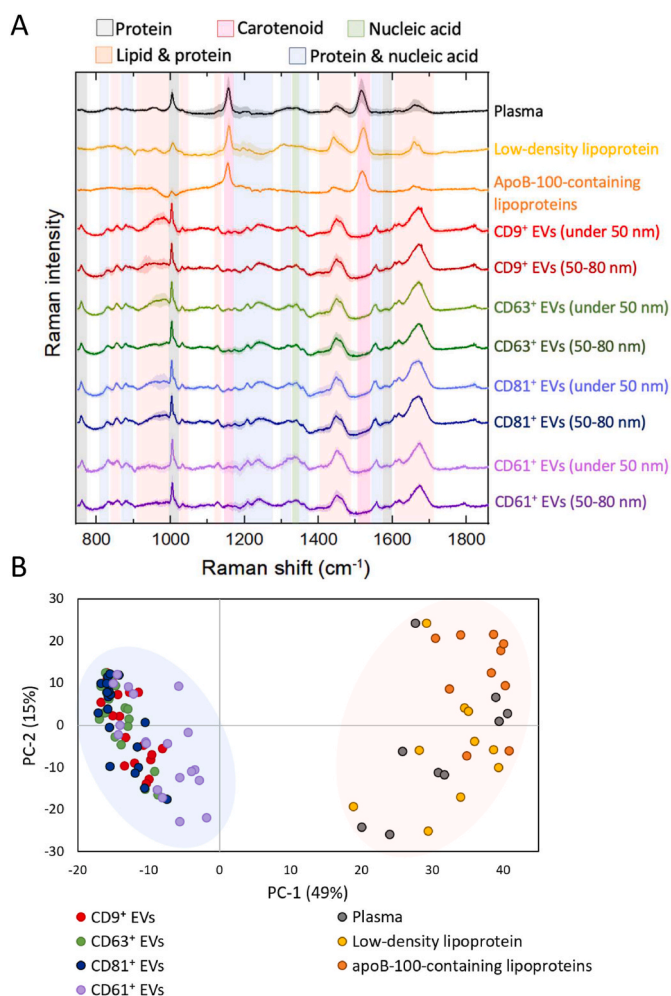 A
Protein
Carotenoid
Nucleic acid
Lipid & protein
Protein & nucleic acid
Plasma
Low-density lipoprotein
ApoB-100-containing
lipoproteins
CD9⁺ EVs (under 50 nm)
CD9⁺ EVs (50-80 nm)
CD63⁺ EVs (under 50 nm)
CD63⁺ EVs (50-80 nm)
CD81⁺ EVs (under 50 nm)
CD81⁺ EVs (50-80 nm)
CD61⁺ EVs (under 50 nm)
CD61⁺ EVs (50-80 nm)
Raman intensity
800 1000 1200 1400 1600 1800
Raman shift (cm⁻¹)
B
30
20
10
0
-10
-20
-30
PC-2 (15%)
-20 -10 0 10 20 30 40
PC-1 (49%)
CD9⁺ EVs
CD63⁺ EVs
CD81⁺ EVs
CD61⁺ EVs
Plasma
Low-density lipoprotein
apoB-100-containing lipoproteins